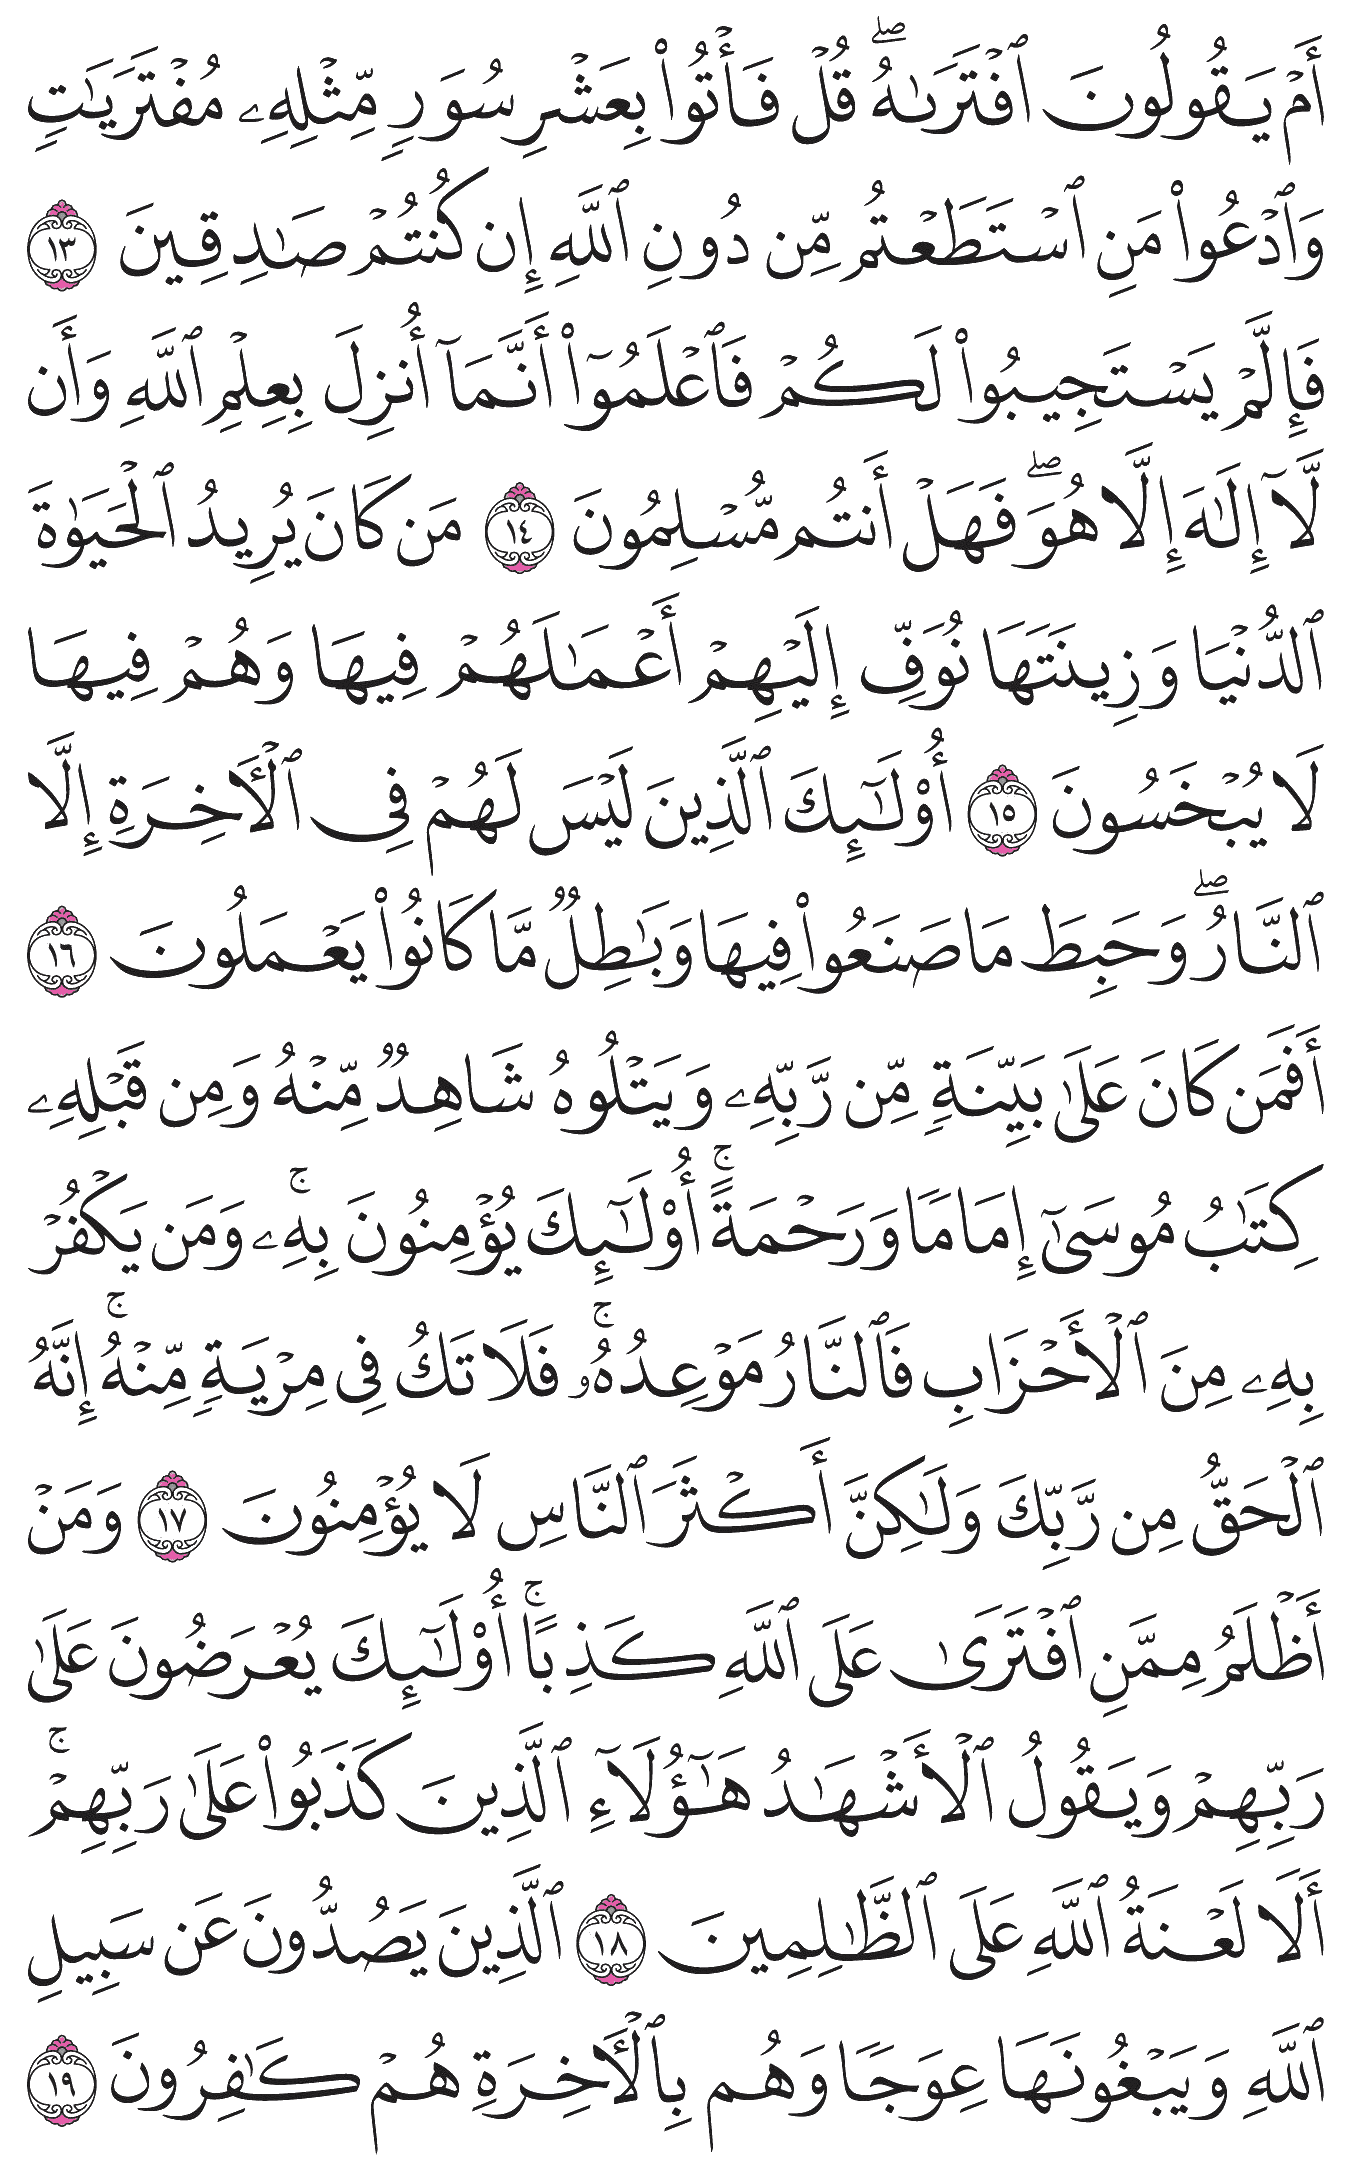 أَمْ يَقُولُونَ ٱفْتَرَىٰهُ ۖ قُلْ فَأْتُوا۟ بِعَشْرِ سُوَرٍ مِّثْلِهِۦ مُفْتَرَيَٰتٍ
وَٱدْعُوا۟ مَنِ ٱسْتَطَعْتُم مِّن دُونِ ٱللَّهِ إِن كُنتُمْ صَٰدِقِينَ ١٣
فَإِلَّمْ يَسْتَجِيبُوا۟ لَكُمْ فَٱعْلَمُوٓا۟ أَنَّمَآ أُنزِلَ بِعِلْمِ ٱللَّهِ وَأَن
لَّآ إِلَٰهَ إِلَّا هُوَ ۖ فَهَلْ أَنتُم مُّسْلِمُونَ ١٤ مَن كَانَ يُرِيدُ ٱلْحَيَوٰةَ
ٱلدُّنْيَا وَزِينَتَهَا نُوَفِّ إِلَيْهِمْ أَعْمَٰلَهُمْ فِيهَا وَهُمْ فِيهَا
لَا يُبْخَسُونَ ١٥ أُو۟لَٰٓئِكَ ٱلَّذِينَ لَيْسَ لَهُمْ فِى ٱلْءَاخِرَةِ إِلَّا
ٱلنَّارُ ۖ وَحَبِطَ مَا صَنَعُوا۟ فِيهَا وَبَٰطِلٌ مَّا كَانُوا۟ يَعْمَلُونَ ١٦
أَفَمَن كَانَ عَلَىٰ بَيِّنَةٍ مِّن رَّبِّهِۦ وَيَتْلُوهُ شَاهِدٌ مِّنْهُ وَمِن قَبْلِهِۦ
كِتَٰبُ مُوسَىٰٓ إِمَامًا وَرَحْمَةً ۚ أُو۟لَٰٓئِكَ يُؤْمِنُونَ بِهِۦ ۚ وَمَن يَكْفُرْ
بِهِۦ مِنَ ٱلْأَحْزَابِ فَٱلنَّارُ مَوْعِدُهُۥ ۚ فَلَا تَكُ فِى مِرْيَةٍ مِّنْهُ ۚ إِنَّهُ
ٱلْحَقُّ مِن رَّبِّكَ وَلَٰكِنَّ أَكْثَرَ ٱلنَّاسِ لَا يُؤْمِنُونَ ١٧ وَمَنْ
أَظْلَمُ مِمَّنِ ٱفْتَرَىٰ عَلَى ٱللَّهِ كَذِبًا ۚ أُو۟لَٰٓئِكَ يُعْرَضُونَ عَلَىٰ
رَبِّهِمْ وَيَقُولُ ٱلْأَشْهَٰدُ هَٰٓؤُلَآءِ ٱلَّذِينَ كَذَبُوا۟ عَلَىٰ رَبِّهِمْ ۚ
أَلَا لَعْنَةُ ٱللَّهِ عَلَى ٱلظَّٰلِمِينَ ١٨ ٱلَّذِينَ يَصُدُّونَ عَن سَبِيلِ
ٱللَّهِ وَيَبْغُونَهَا عِوَجًا وَهُم بِٱلْءَاخِرَةِ هُمْ كَٰفِرُونَ ١٩